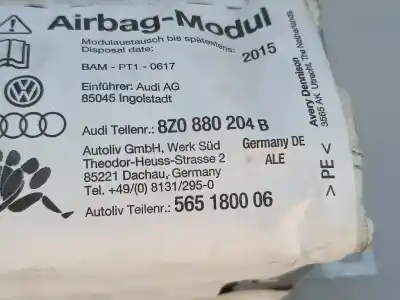 Airbag-Modul
Modulaustausch bis spätestens:
Disposal date:
2015
BAM - PT1 - 0617
Einführer: Audi AG
85045 Ingolstadt
Audi Teilenr.: 8Z0 880 204 B
Autoliv GmbH, Werk Süd
Theodor-Heuss-Strasse 2
85221 Dachau, Germany
Tel. +49/(0) 8131/295-0
Germany DE
ALE
Autoliv Teilenr.: 565 1800 06
Avery Dennison
3565 AK Utrecht, The Netherlands
> PE <